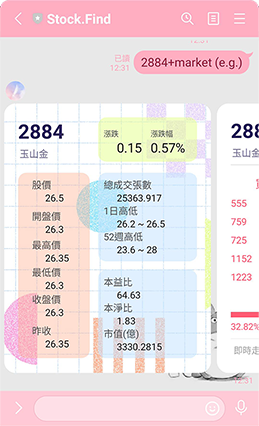 Stock.Find
已讀
12:31
2884+market (e.g.)
2884
玉山金
漲跌
0.15
漲跌幅
0.57%
股價
26.5
開盤價
26.3
最高價
26.35
最低價
26.3
收盤價
26.3
昨收
26.35
總成交張數
25363.917
1日高低
26.2 ~ 26.5
52週高低
23.6 ~ 28
本益比
64.63
本淨比
1.83
市值(億)
3330.2815
288
玉山金
555
759
725
1152
1223
32.82%
即時走
12:31